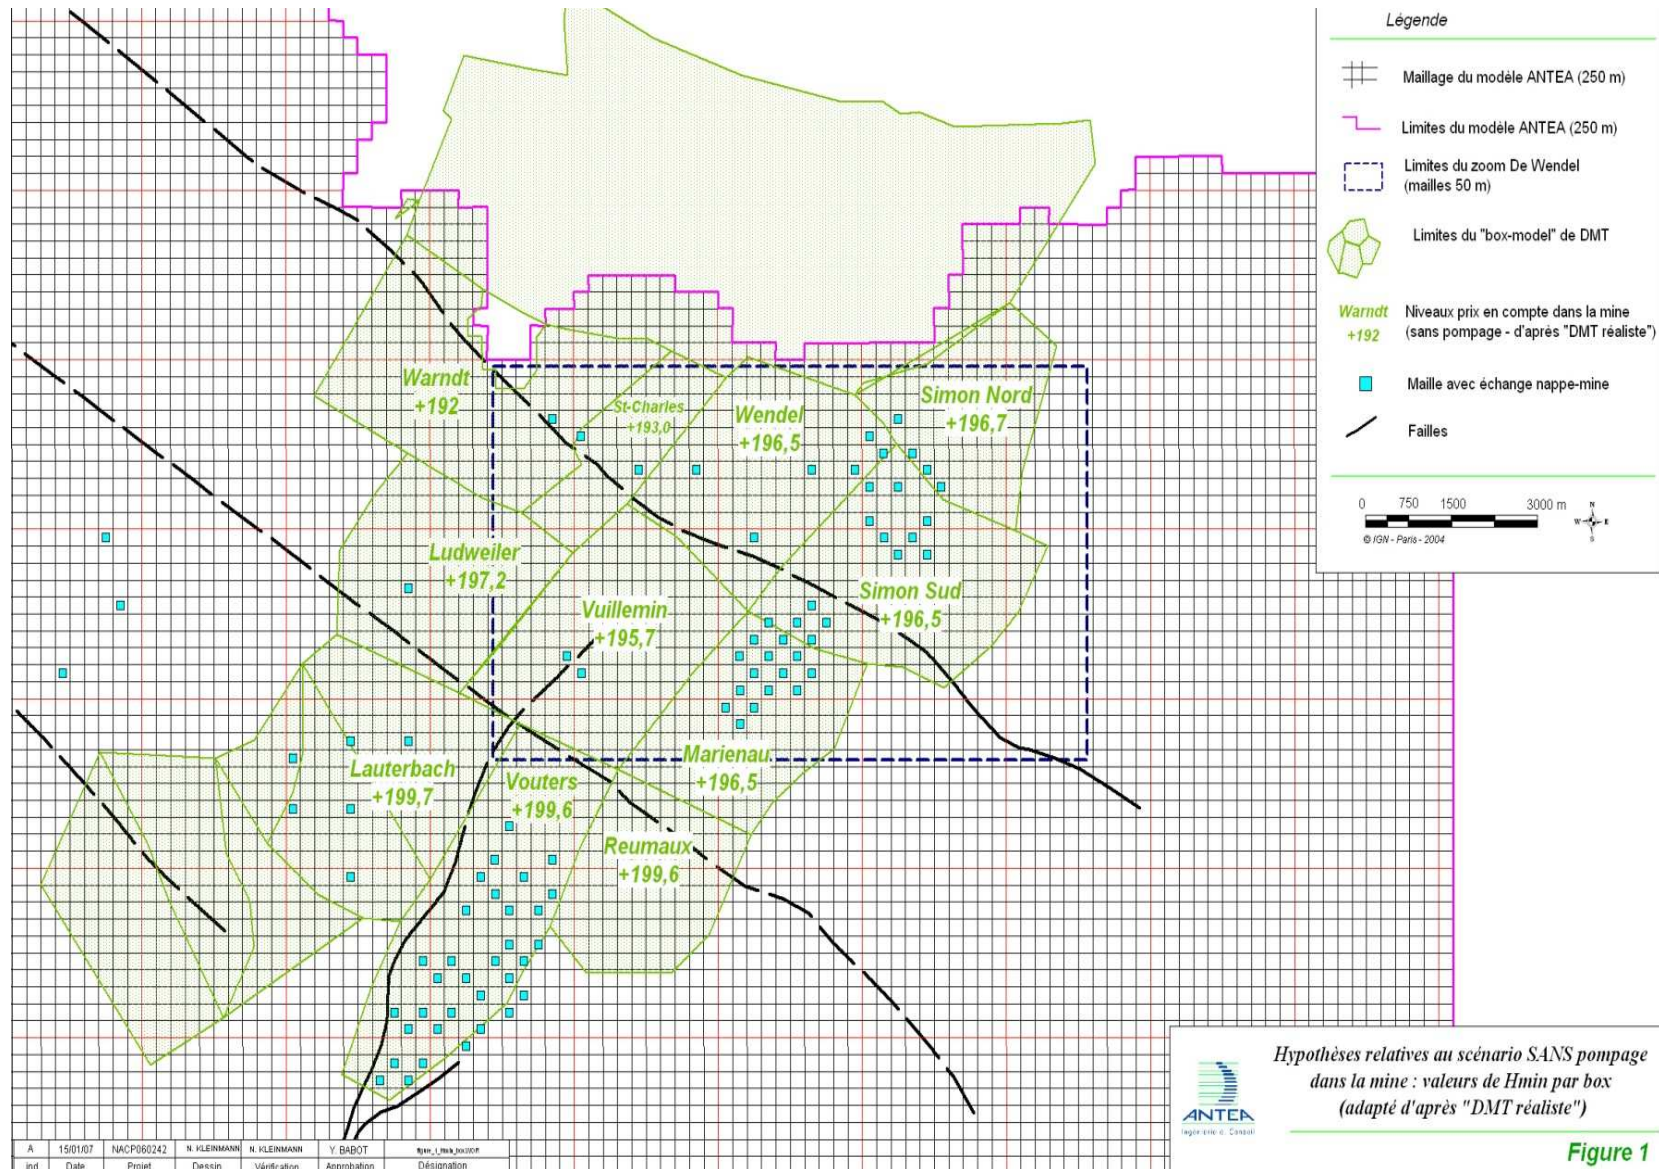 Légende
Maillage du modèle ANTEA (250 m)
Limites du modèle ANTEA (250 m)
Limites du zoom De Wendel
(mailles 50 m)
Limites du "box-model" de DMT
Warndt
+192
Niveaux prix en compte dans la mine
(sans pompage - d'après "DMT réaliste")
Maille avec échange nappe-mine
Failles
0 750 1500 3000 m
N
W E
S
© IGN - Paris - 2004
Warndt
+192
St-Charles
+193,0
Wendel
+196,5
Simon Nord
+196,7
Ludweiler
+197,2
Vuillemin
+195,7
Simon Sud
+196,5
Lauterbach
+199,7
Vouters
+199,6
Marienau
+196,5
Reumaux
+199,6
Hypothèses relatives au scénario SANS pompage
dans la mine : valeurs de Hmin par box
(adapté d'après "DMT réaliste")
ANTEA
Ingénierie & Conseil
Figure 1
A 15/01/07 NACP060242 N. KLEINMANN N. KLEINMANN Y. BABOT
ind Date Projet Dessin Vérification Approbation Désignation